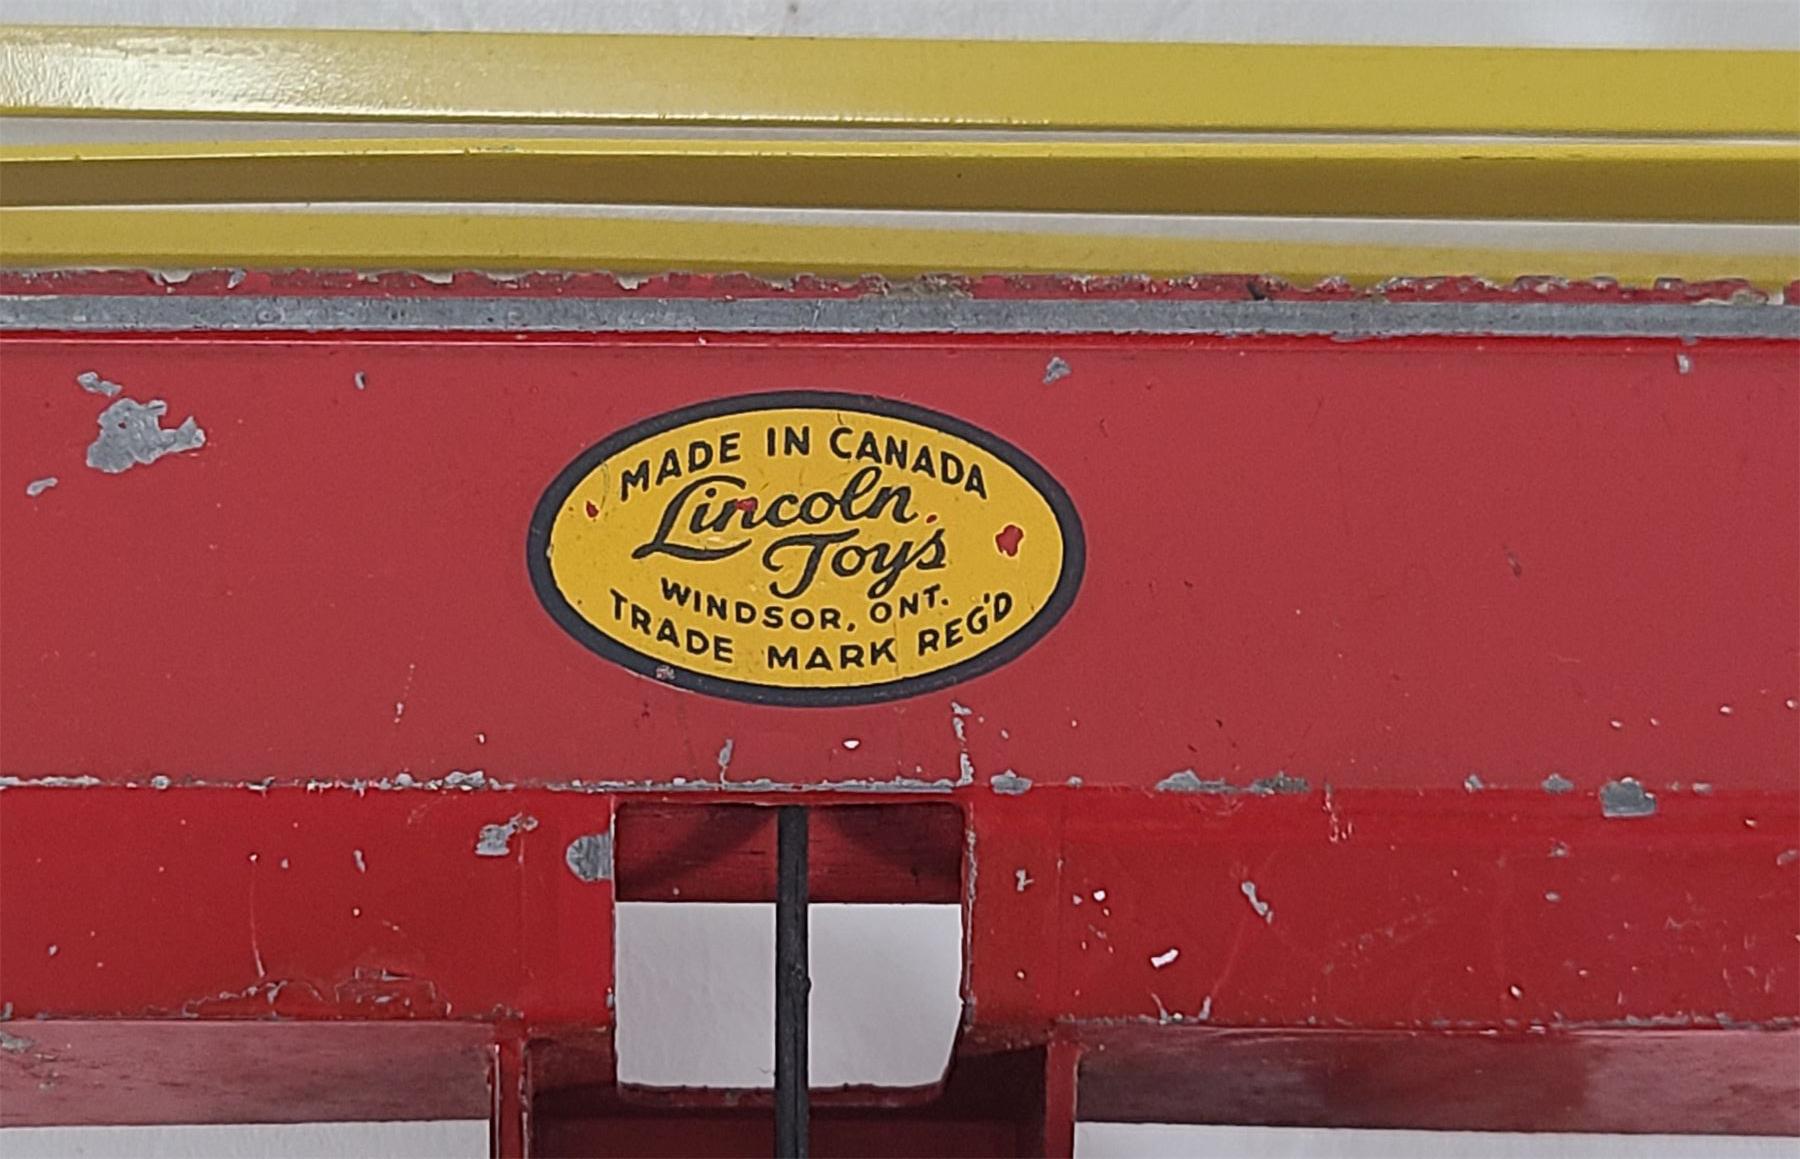 MADE IN CANADA
Lincoln
Toys
WINDSOR, ONT.
TRADE MARK REG'D